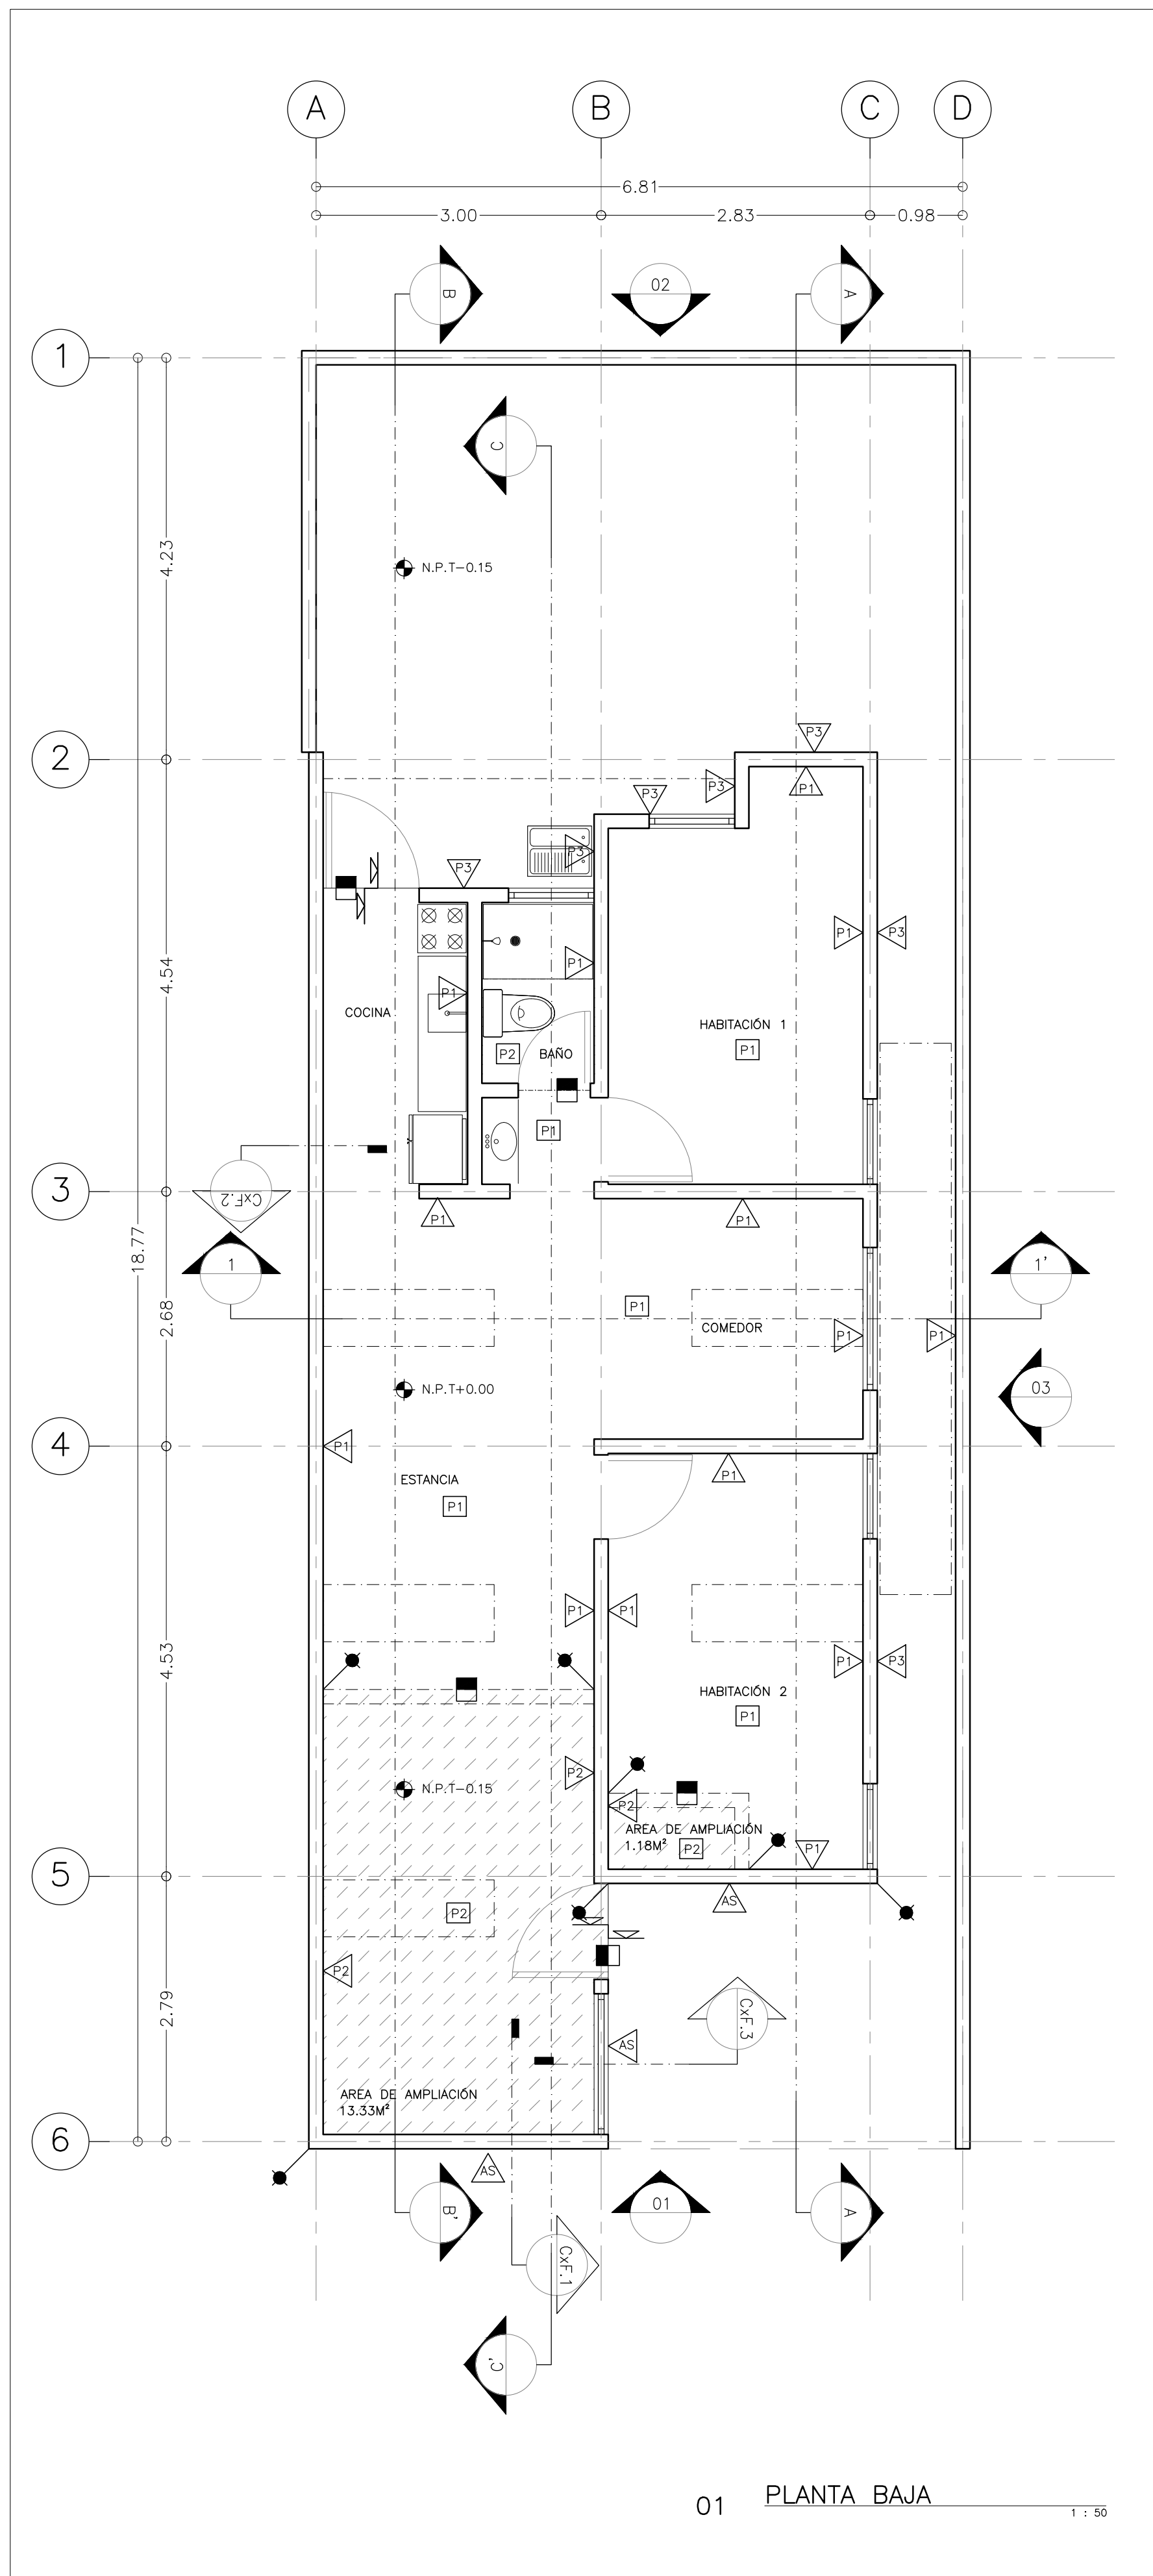 A B C D
6.81
3.00 2.83 0.98
B 02 A
1
C
4.23
N.P.T-0.15
2
P3
P3
P1
P3
P3
P3
P1 P3
P1
4.54
P1
COCINA
HABITACIÓN 1
P2 BAÑO P1
P1
3
CxF.2
P1 P1
18.77
1 1'
2.68
P1
COMEDOR
P1 P1
N.P.T+0.00
03
4
P1
P1
ESTANCIA
P1
P1 P1
4.53
P1 P3
HABITACIÓN 2
P1
P2
N.P.T-0.15
P2
AREA DE AMPLIACIÓN
1.18M²
P2 P1
5
AS
P2
P2
2.79
CxF.3
AS
AREA DE AMPLIACIÓN
13.33M²
6
AS
B' 01 A
CxF.1
C'
01 PLANTA BAJA
1 : 50